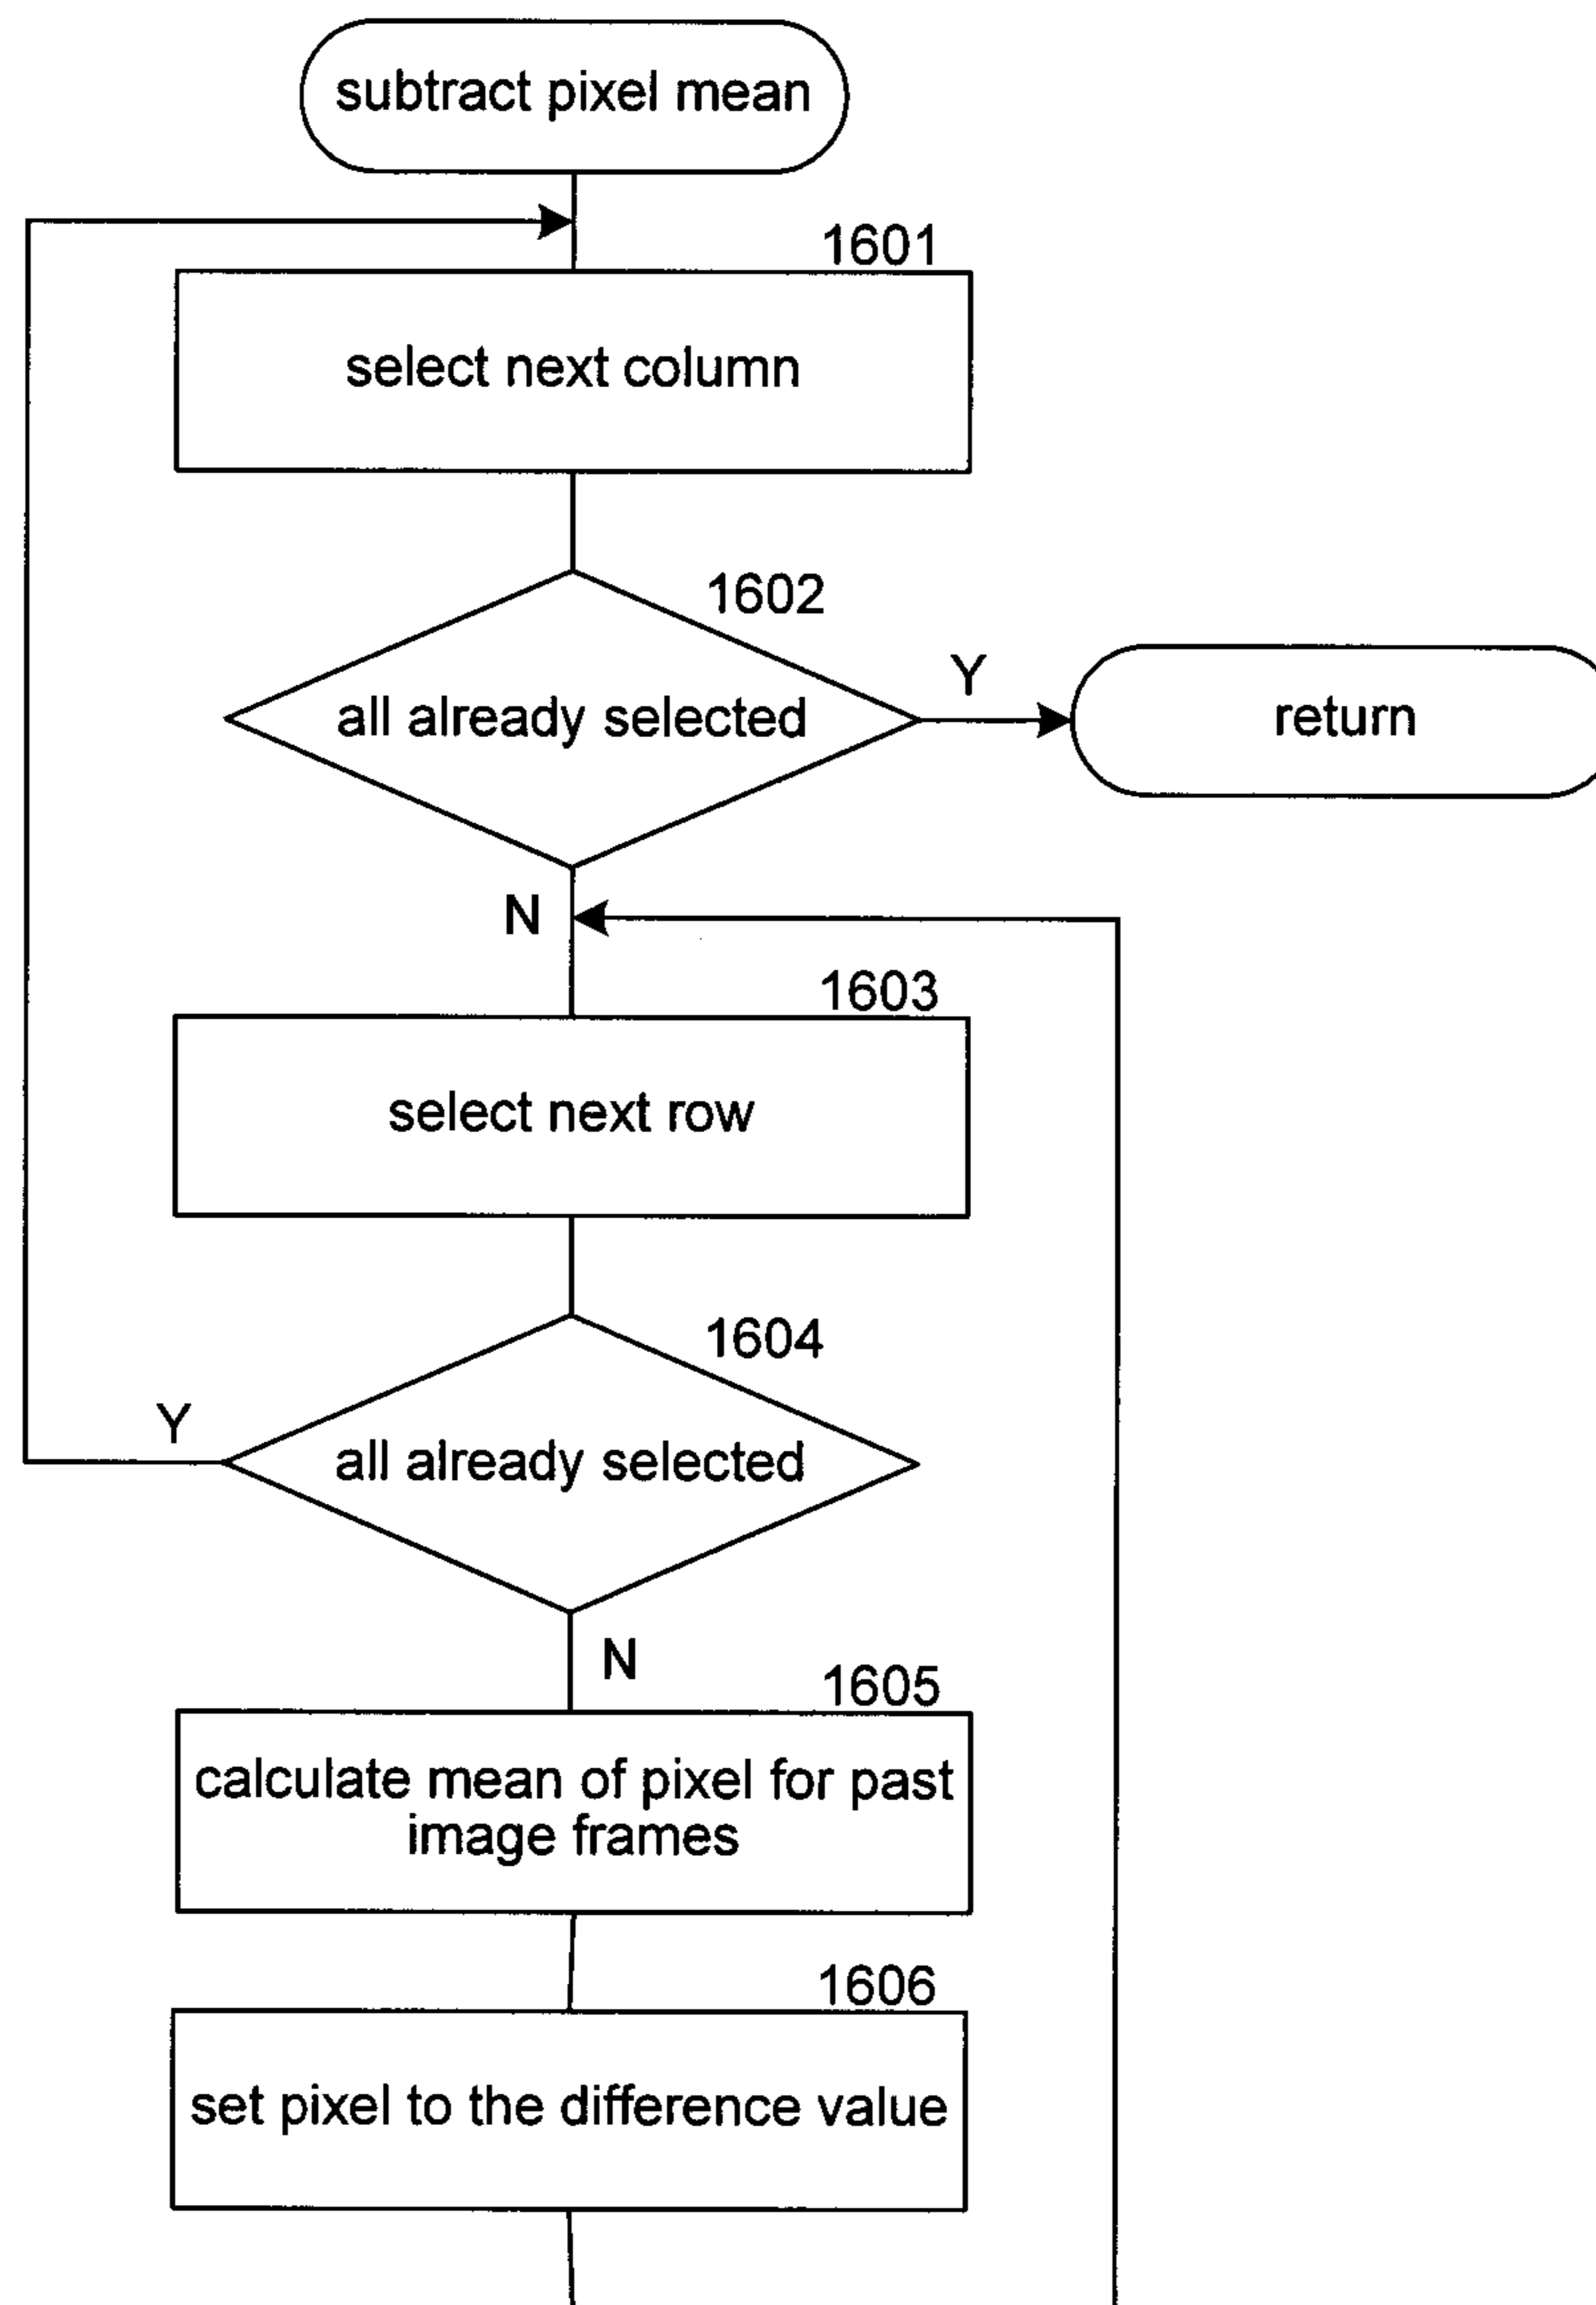 subtract pixel mean
1601
select next column
1602
all already selected
Y
return
N
1603
select next row
1604
Y
all already selected
N
1605
calculate mean of pixel for past
image frames
1606
set pixel to the difference value